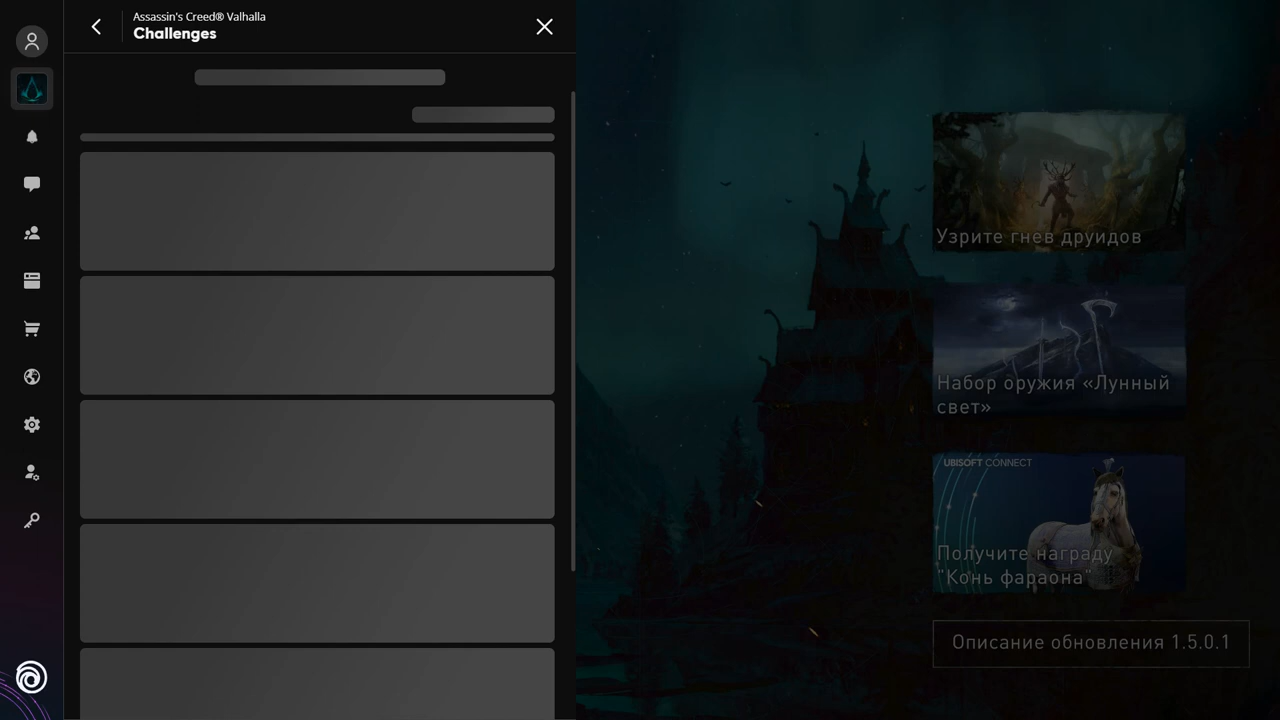 Assassin's Creed® Valhalla
Challenges
Узрите гнев друидов
Набор оружия «Лунный
свет»
UBISOFT CONNECT
Получите награду
"Конь фараона"
Описание обновления 1.5.0.1